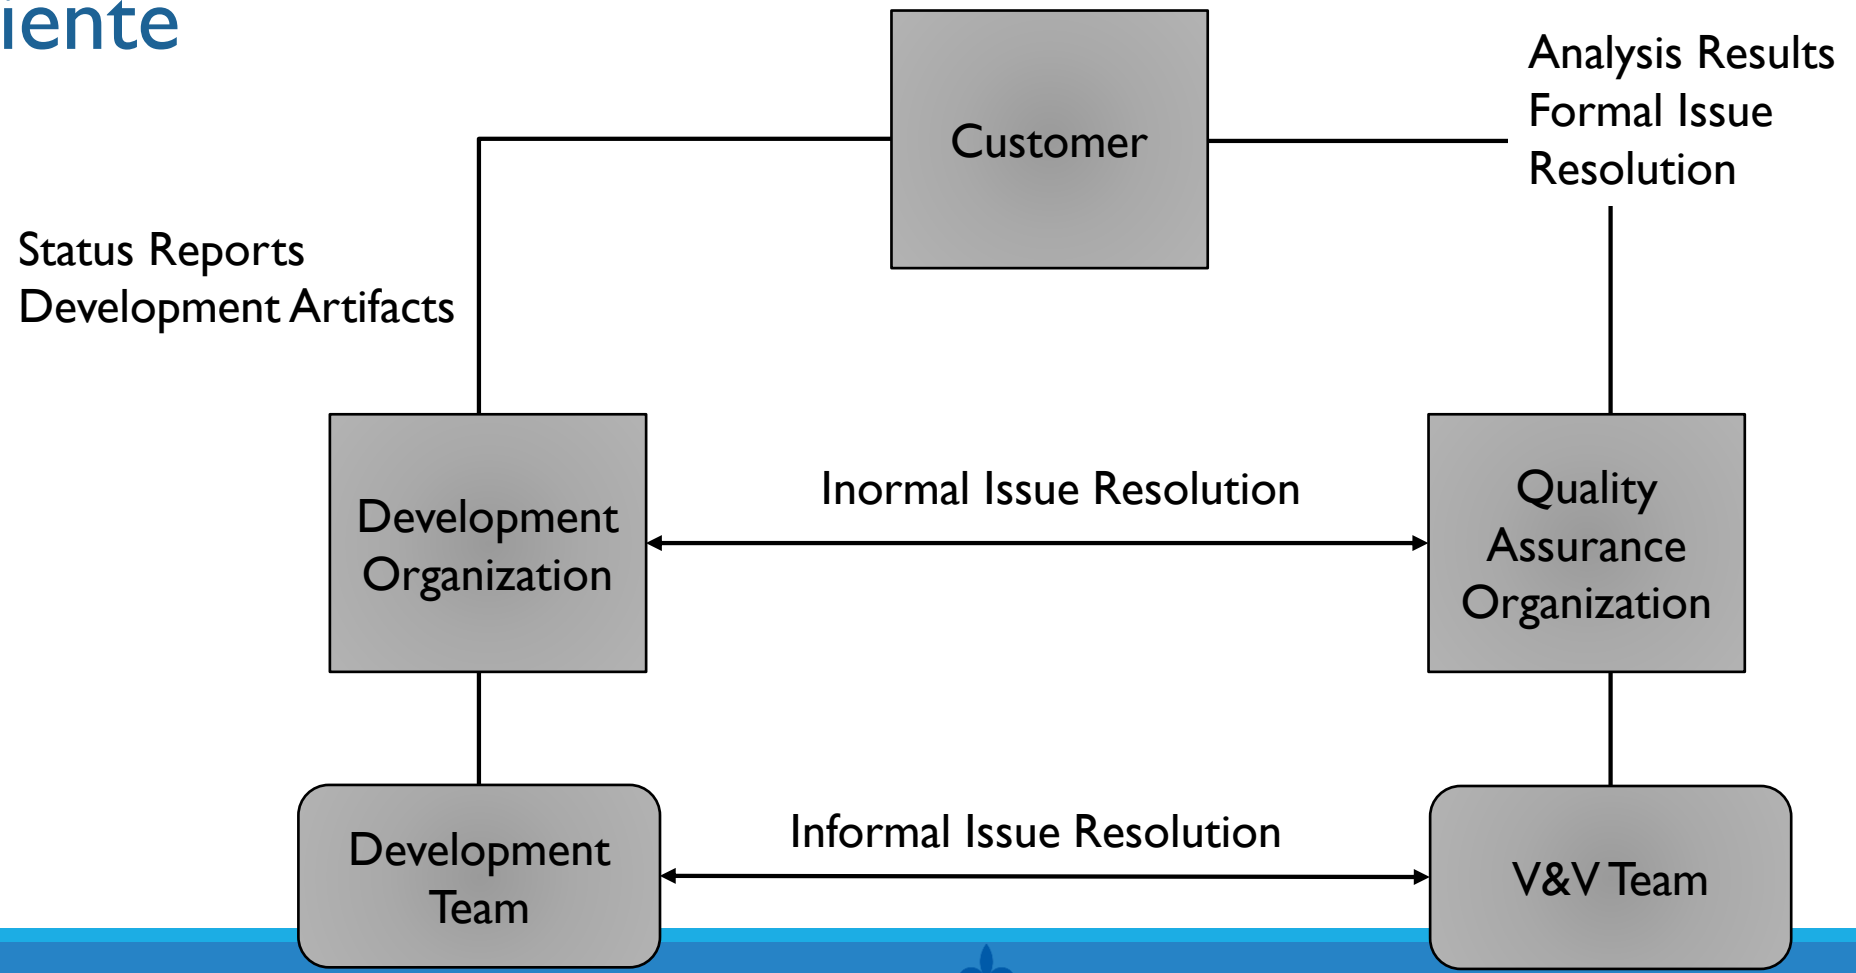 iente
Customer
Analysis Results
Formal Issue
Resolution
Status Reports
Development Artifacts
Development
Organization
Inormal Issue Resolution
Quality
Assurance
Organization
Development
Team
Informal Issue Resolution
V&V Team